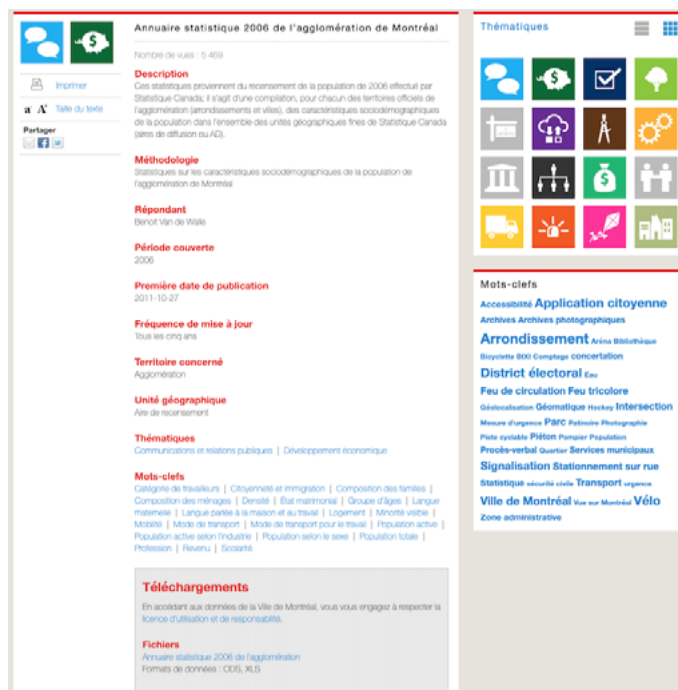 Imprimer
Taille du texte
Partager
Annuaire statistique 2006 de l'agglomération de Montréal
Nombre de vues : 5 469
Description
Ces statistiques proviennent du recensement de la population de 2006 effectué par
Statistique Canada; il s'agit d'une compilation, pour chacun des territoires officiels de
l'agglomération (arrondissements et villes), des caractéristiques sociodémographiques
de la population dans l'ensemble des unités géographiques fines de Statistique Canada
(aires de diffusion ou AD).
Méthodologie
Statistiques sur les caractéristiques sociodémographiques de la population de
l'agglomération de Montréal
Répondant
Benoit Van de Walle
Période couverte
2006
Première date de publication
2011-10-27
Fréquence de mise à jour
Tous les cinq ans
Territoire concerné
Agglomération
Unité géographique
Aire de recensement
Thématiques
Communications et relations publiques | Développement économique
Mots-clefs
Catégorie de travailleurs | Citoyenneté et immigration | Composition des familles |
Composition des ménages | Densité | État matrimonial | Groupe d'âges | Langue
maternelle | Langue parlée à la maison et au travail | Logement | Minorité visible |
Mobilité | Mode de transport | Mode de transport pour le travail | Population active |
Population active selon l'industrie | Population selon le sexe | Population totale |
Profession | Revenu | Scolarité
Téléchargements
En accédant aux données de la Ville de Montréal, vous vous engagez à respecter la
licence d'utilisation et de responsabilité.
Fichiers
Annuaire statistique 2006 de l'agglomération
Formats de données : ODS, XLS
Thématiques
Mots-clefs
Accessibilité Application citoyenne
Archives Archives photographiques
Arrondissement Aréna Bibliothèque
Bicyclette BIXI Comptage concertation
District électoral Eau
Feu de circulation Feu tricolore
Géolocalisation Géomatique Hockey Intersection
Mesure d'urgence Parc Patinoire Photographie
Piste cyclable Piéton Pompier Population
Procès-verbal Quartier Services municipaux
Signalisation Stationnement sur rue
Statistique sécurité civile Transport urgence
Ville de Montréal Vue sur Montréal Vélo
Zone administrative